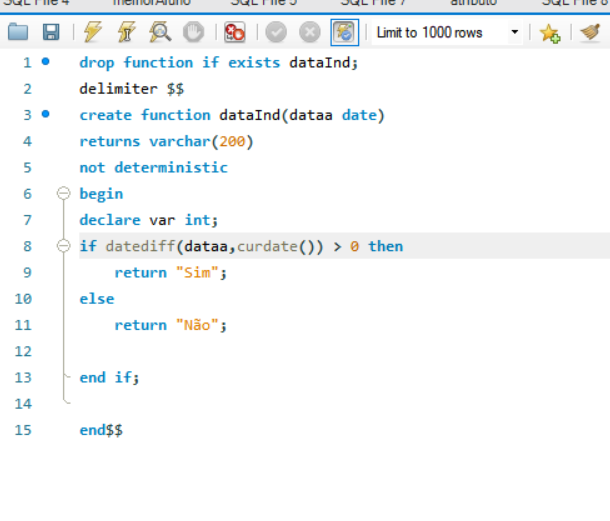 SQL File 4 melhorAluno SQL File 5 SQL File 7 atributo SQL File 8
Limit to 1000 rows
1 drop function if exists dataInd;
2 delimiter $$
3 create function dataInd(dataa date)
4 returns varchar(200)
5 not deterministic
6 begin
7 declare var int;
8 if datediff(dataa,curdate()) > 0 then
9 return "Sim";
10 else
11 return "Não";
12
13 end if;
14
15 end$$